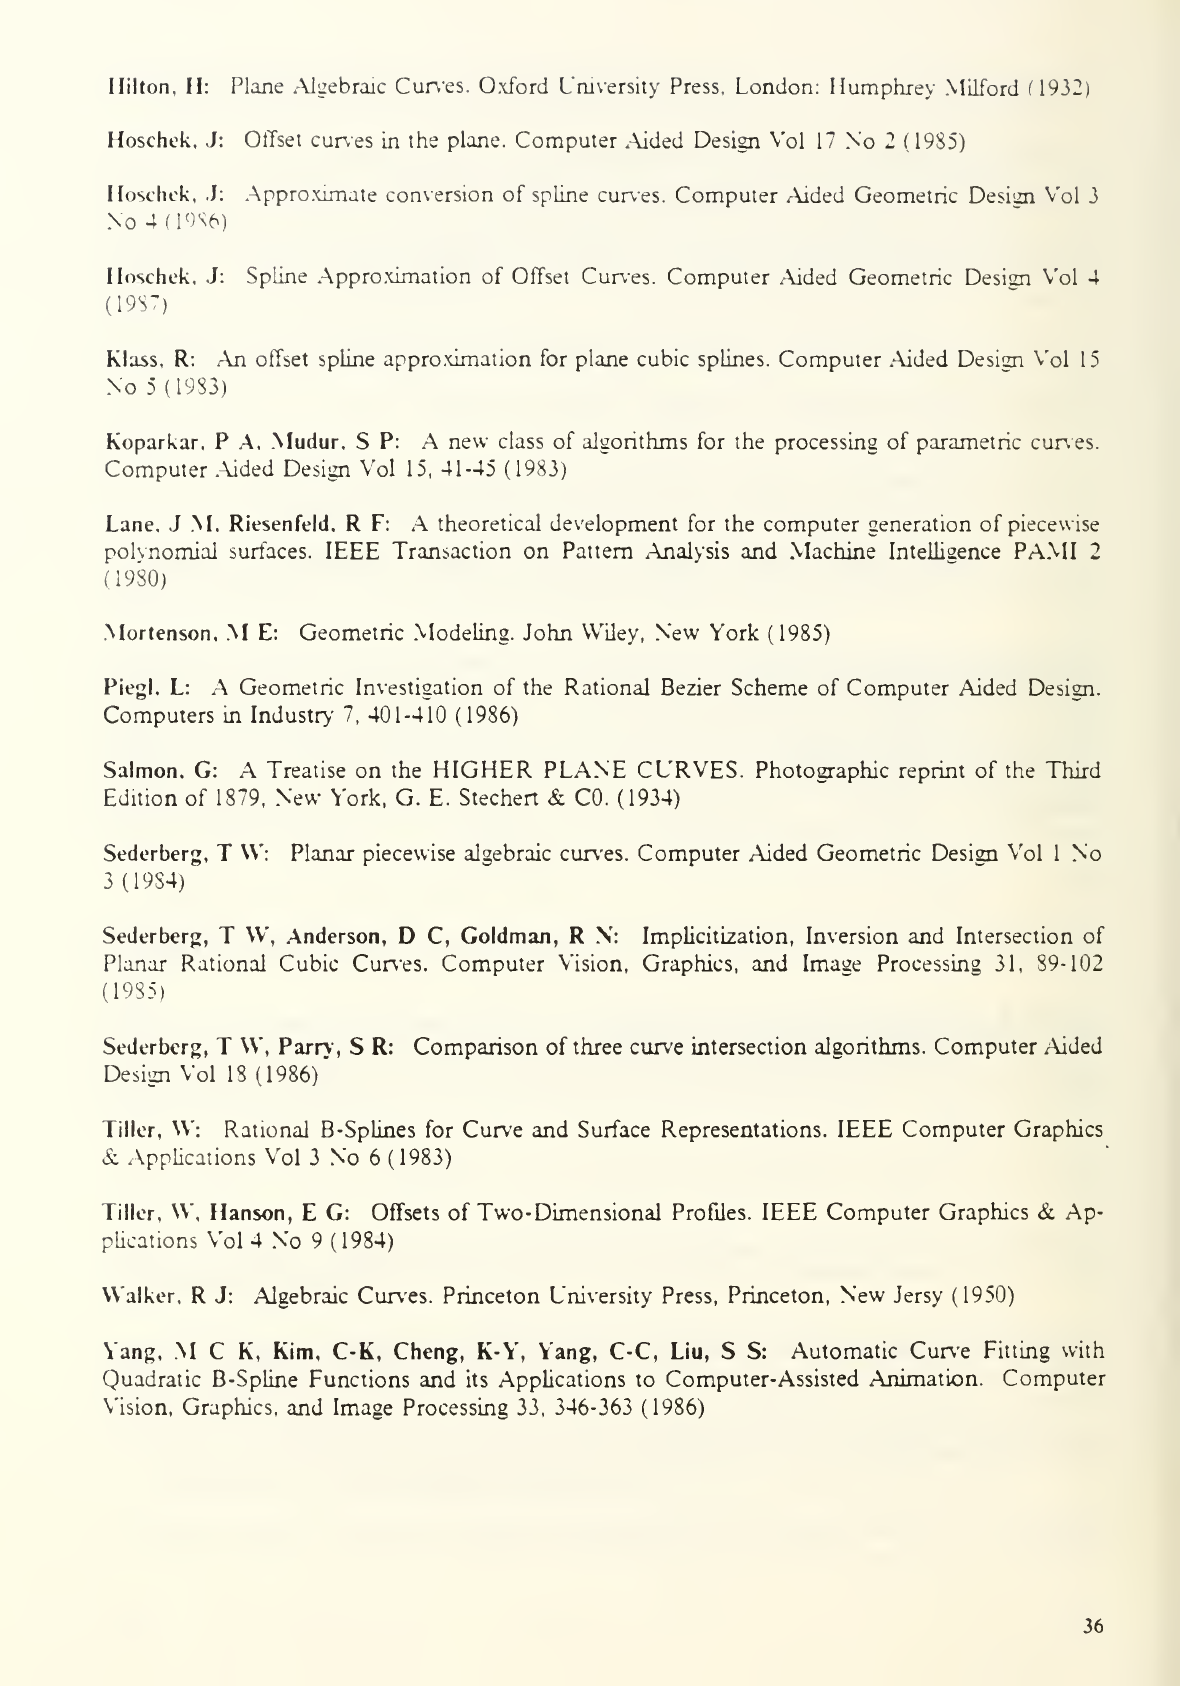 Hilton, H: Plane Algebraic Curves. Oxford University Press, London: Humphrey Milford (1932)
Hoschek, J: Offset curves in the plane. Computer Aided Design Vol 17 No 2 (1985)
Hoschek, J: Approximate conversion of spline curves. Computer Aided Geometric Design Vol 3
No 4 (1986)
Hoschek, J: Spline Approximation of Offset Curves. Computer Aided Geometric Design Vol 4
(1987)
Klass, R: An offset spline approximation for plane cubic splines. Computer Aided Design Vol 15
No 5 (1983)
Koparkar, P A, Mudur, S P: A new class of algorithms for the processing of parametric curves.
Computer Aided Design Vol 15, 41-45 (1983)
Lane, J M, Riesenfeld, R F: A theoretical development for the computer generation of piecewise
polynomial surfaces. IEEE Transaction on Pattern Analysis and Machine Intelligence PAMI 2
(1980)
Mortenson, M E: Geometric Modeling. John Wiley, New York (1985)
Piegl, L: A Geometric Investigation of the Rational Bezier Scheme of Computer Aided Design.
Computers in Industry 7, 401-410 (1986)
Salmon, G: A Treatise on the HIGHER PLANE CURVES. Photographic reprint of the Third
Edition of 1879, New York, G. E. Stechert & CO. (1934)
Sederberg, T W: Planar piecewise algebraic curves. Computer Aided Geometric Design Vol 1 No
3 (1984)
Sederberg, T W, Anderson, D C, Goldman, R N: Implicitization, Inversion and Intersection of
Planar Rational Cubic Curves. Computer Vision, Graphics, and Image Processing 31, 89-102
(1985)
Sederberg, T W, Parry, S R: Comparison of three curve intersection algorithms. Computer Aided
Design Vol 18 (1986)
Tiller, W: Rational B-Splines for Curve and Surface Representations. IEEE Computer Graphics
& Applications Vol 3 No 6 (1983)
Tiller, W, Hanson, E G: Offsets of Two-Dimensional Profiles. IEEE Computer Graphics & Ap-
plications Vol 4 No 9 (1984)
Walker, R J: Algebraic Curves. Princeton University Press, Princeton, New Jersy (1950)
Yang, M C K, Kim, C-K, Cheng, K-Y, Yang, C-C, Liu, S S: Automatic Curve Fitting with
Quadratic B-Spline Functions and its Applications to Computer-Assisted Animation. Computer
Vision, Graphics, and Image Processing 33, 346-363 (1986)
36